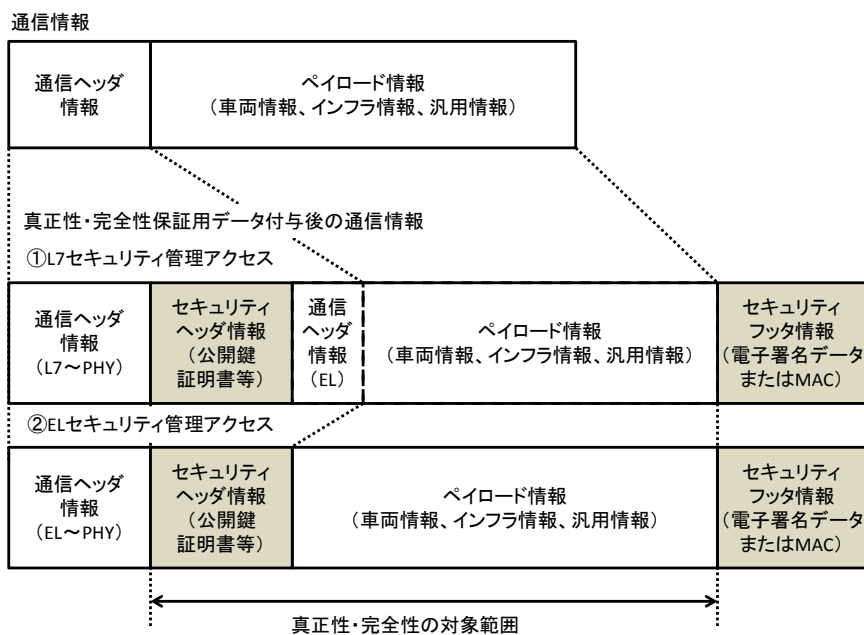 通信情報
通信ヘッダ
情報
ペイロード情報
（車両情報、インフラ情報、汎用情報）
真正性・完全性保証用データ付与後の通信情報
①L7セキュリティ管理アクセス
通信ヘッダ
情報
（L7～PHY）
セキュリティ
ヘッダ情報
（公開鍵
証明書等）
通信
ヘッダ
情報
（EL）
ペイロード情報
（車両情報、インフラ情報、汎用情報）
セキュリティ
フッタ情報
（電子署名データ
またはMAC）
②ELセキュリティ管理アクセス
通信ヘッダ
情報
（EL～PHY）
セキュリティ
ヘッダ情報
（公開鍵
証明書等）
ペイロード情報
（車両情報、インフラ情報、汎用情報）
セキュリティ
フッタ情報
（電子署名データ
またはMAC）
真正性・完全性の対象範囲